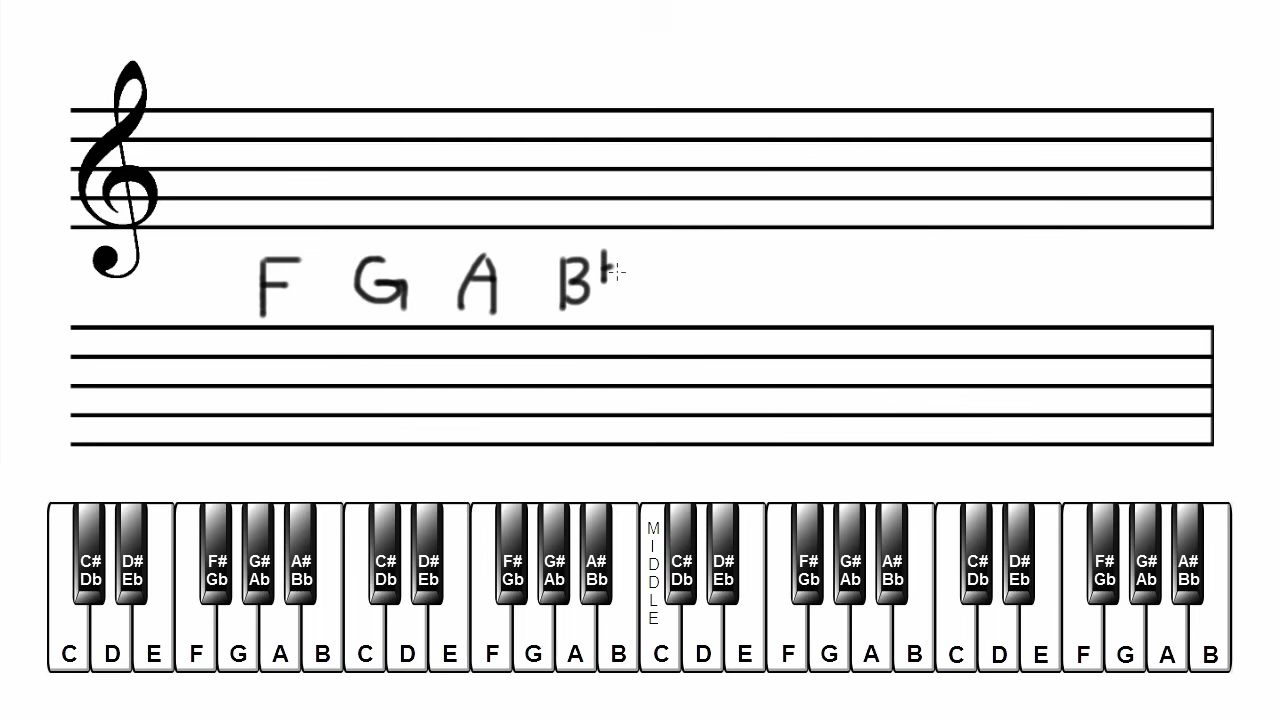 F G A B
MIDDLE
C# D# F# G# A# C# D# F# G# A# C# D# F# G# A# C# D# F# G# A#
Db Eb Gb Ab Bb Db Eb Gb Ab Bb Db Eb Gb Ab Bb Db Eb Gb Ab Bb
C D E F G A B C D E F G A B C D E F G A B C D E F G A B